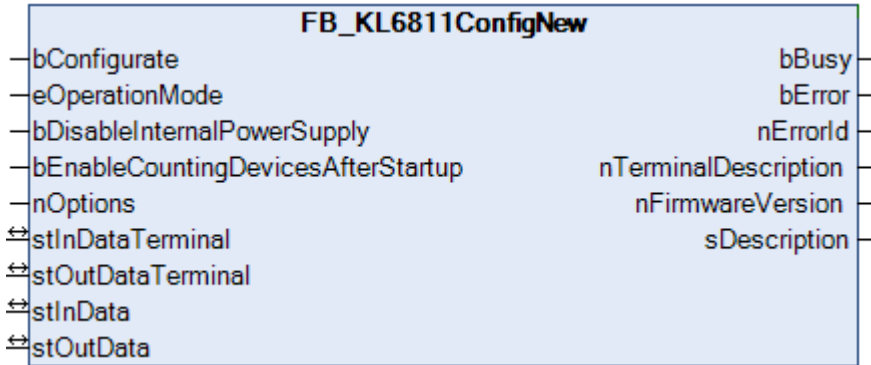 FB_KL6811ConfigNew
bConfigurate bBusy
eOperationMode bError
bDisableInternalPowerSupply nErrorId
bEnableCountingDevicesAfterStartup nTerminalDescription
nOptions nFirmwareVersion
stInDataTerminal sDescription
stOutDataTerminal
stInData
stOutData